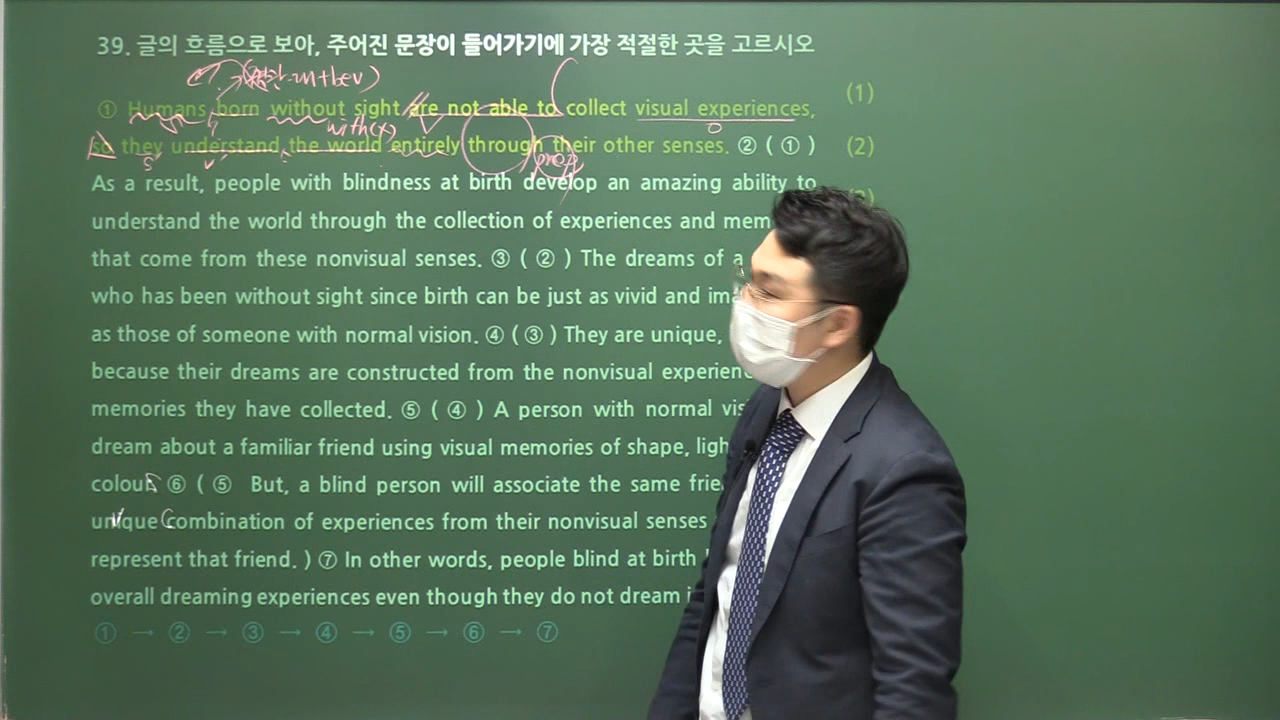 39. 글의 흐름으로 보아, 주어진 문장이 들어가기에 가장 적절한 곳을 고르시오
① Humans born without sight are not able to collect visual experiences, (1)
with(x)
so they understand the world entirely through their other senses. ② ( ① ) (2)
prep
As a result, people with blindness at birth develop an amazing ability to
understand the world through the collection of experiences and mem
that come from these nonvisual senses. ③ ( ② ) The dreams of a
who has been without sight since birth can be just as vivid and ima
as those of someone with normal vision. ④ ( ③ ) They are unique,
because their dreams are constructed from the nonvisual experien
memories they have collected. ⑤ ( ④ ) A person with normal vis
dream about a familiar friend using visual memories of shape, ligh
colour. ⑥ ( ⑤ But, a blind person will associate the same frie
unique combination of experiences from their nonvisual senses
represent that friend. ) ⑦ In other words, people blind at birth
overall dreaming experiences even though they do not dream i
① → ② → ③ → ④ → ⑤ → ⑥ → ⑦